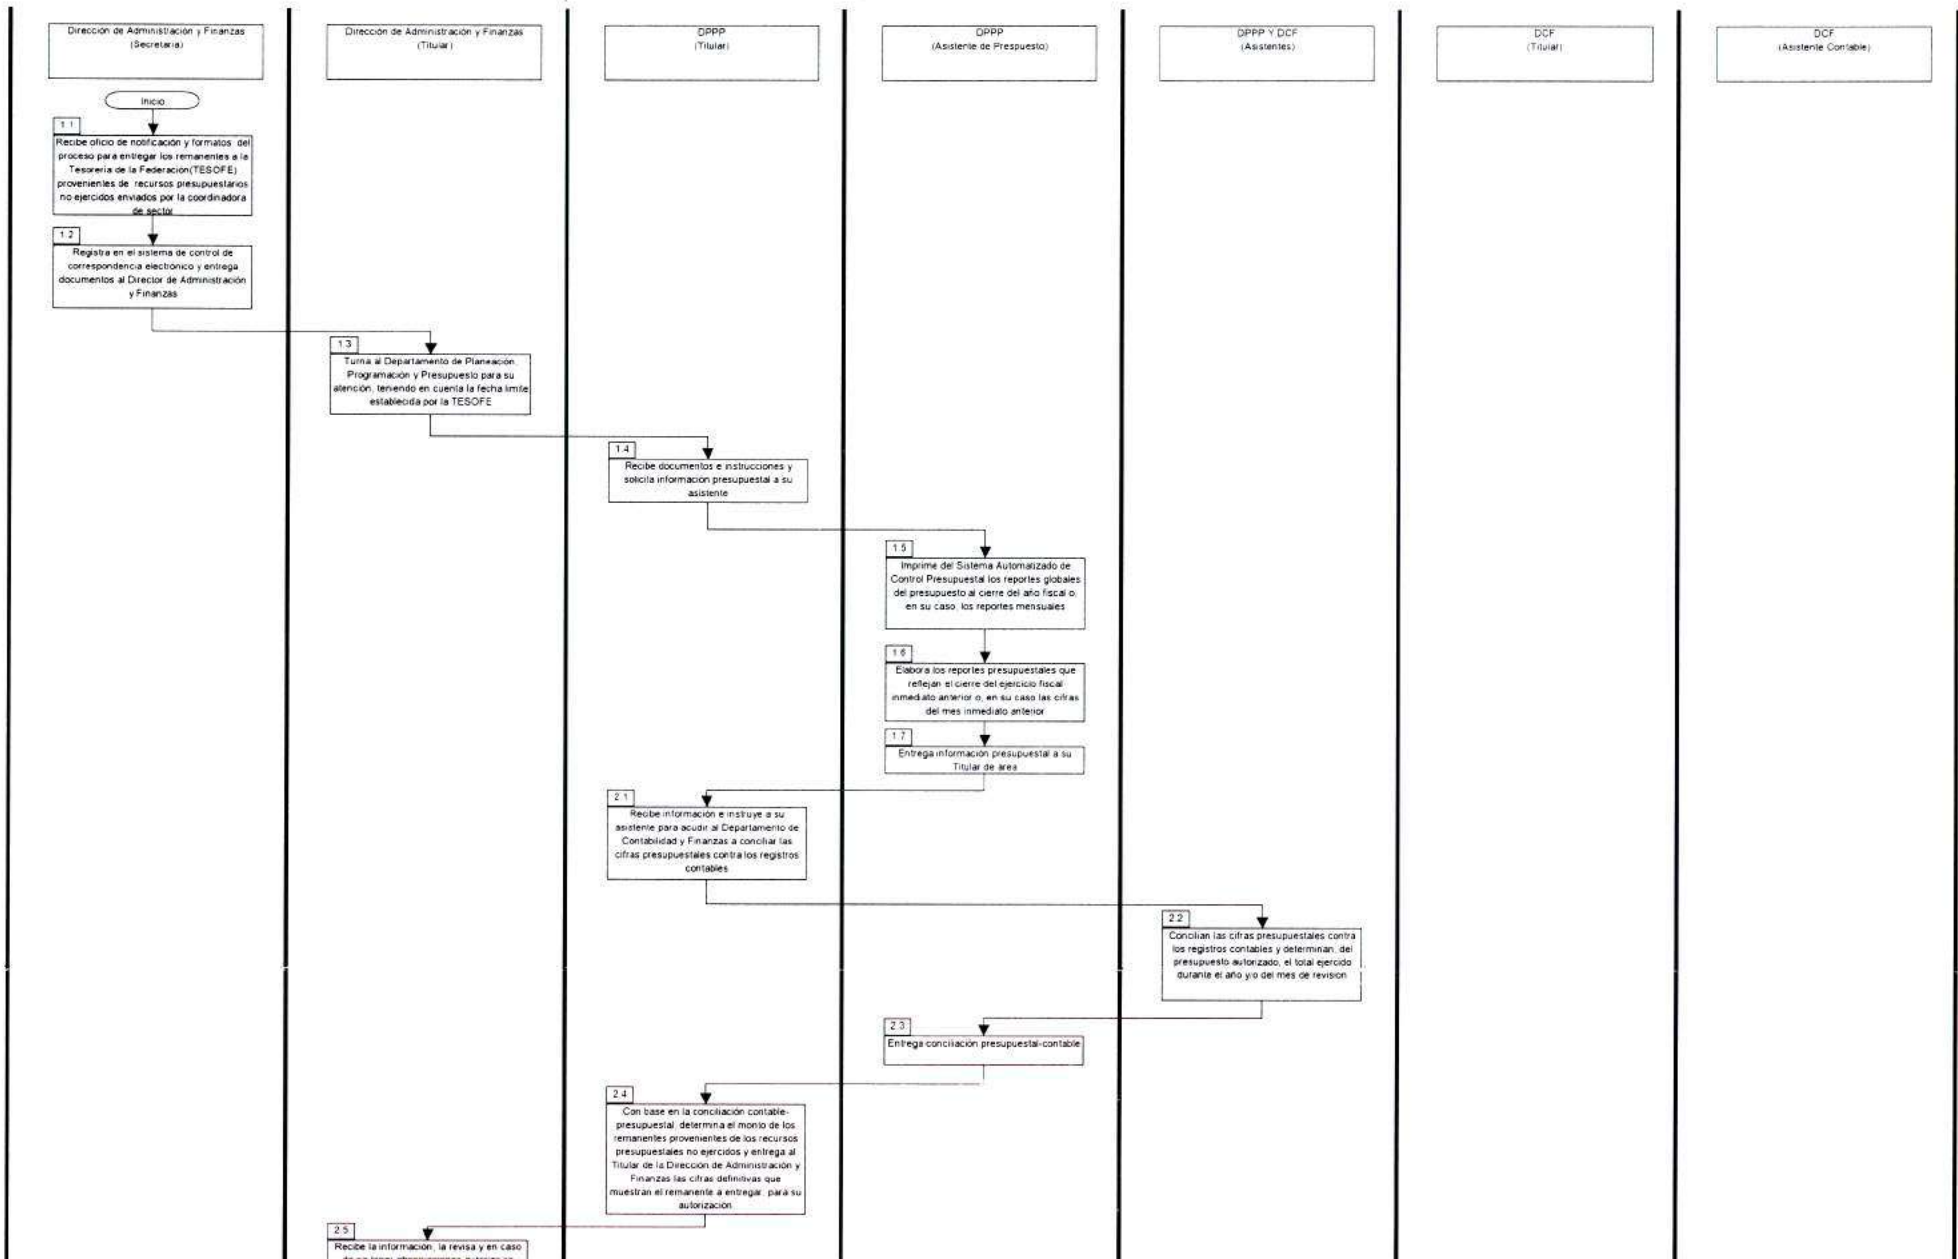 Dirección de Administración y Finanzas
(Secretaria)
Dirección de Administración y Finanzas
(Titular)
DPPP
(Titular)
DPPP
(Asistente de Prespuesto)
DPPP Y DCF
(Asistentes)
DCF
(Titular)
DCF
(Asistente Contable)
Inicio
1.1
Recibe oficio de notificación y formatos del
proceso para entregar los remanentes a la
Tesorería de la Federación(TESOFE)
provenientes de recursos presupuestarios
no ejercidos enviados por la coordinadora
de sector
1.2
Registra en el sistema de control de
correspondencia electrónico y entrega
documentos al Director de Administración
y Finanzas
1.3
Turna al Departamento de Planeación,
Programación y Presupuesto para su
atención, teniendo en cuenta la fecha límite
establecida por la TESOFE
1.4
Recibe documentos e instrucciones y
solicita información presupuestal a su
asistente
1.5
Imprime del Sistema Automatizado de
Control Presupuestal los reportes globales
del presupuesto al cierre del año fiscal o,
en su caso, los reportes mensuales
1.6
Elabora los reportes presupuestales que
reflejan el cierre del ejercicio fiscal
inmediato anterior o, en su caso las cifras
del mes inmediato anterior
1.7
Entrega información presupuestal a su
Titular de área
2.1
Recibe información e instruye a su
asistente para acudir al Departamento de
Contabilidad y Finanzas a conciliar las
cifras presupuestales contra los registros
contables
2.2
Concilian las cifras presupuestales contra
los registros contables y determinan, del
presupuesto autorizado, el total ejercido
durante el año y/o del mes de revisión
2.3
Entrega conciliación presupuestal-contable
2.4
Con base en la conciliación contable-
presupuestal, determina el monto de los
remanentes provenientes de los recursos
presupuestales no ejercidos y entrega al
Titular de la Dirección de Administración y
Finanzas las cifras definitivas que
muestran el remanente a entregar, para su
autorización
2.5
Recibe la información, la revisa y en caso